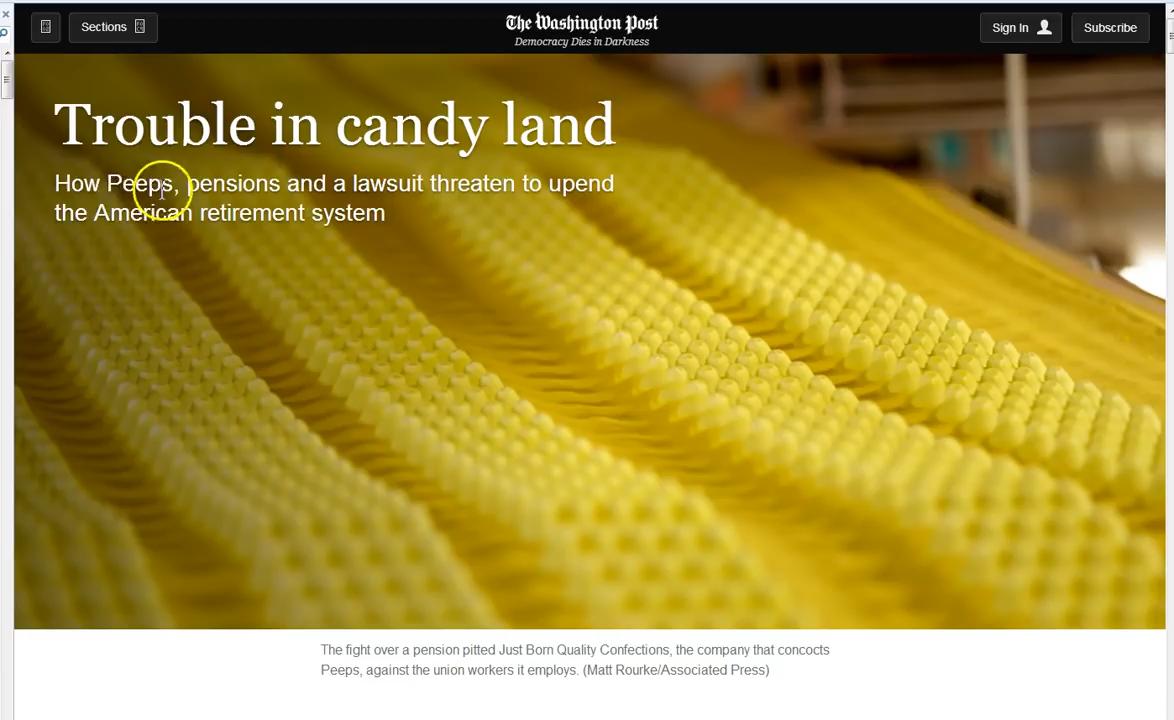 Sections
The Washington Post
Democracy Dies in Darkness
Sign In
Subscribe
Trouble in candy land
How Peeps, pensions and a lawsuit threaten to upend
the American retirement system
The fight over a pension pitted Just Born Quality Confections, the company that concocts
Peeps, against the union workers it employs. (Matt Rourke/Associated Press)